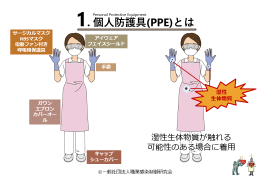 Personal Protective Equipment
1. 個人防護具(PPE)とは
サージカルマスク
N95マスク
電動ファン付き
呼吸用保護具
アイウェア
フェイスシールド
手袋
ガウン
エプロン
カバーオー
ル
キャップ
シューカバー
湿性
生体物質
湿性生体物質が触れる
可能性のある場合に着用
©一般社団法人職業感染制御研究会